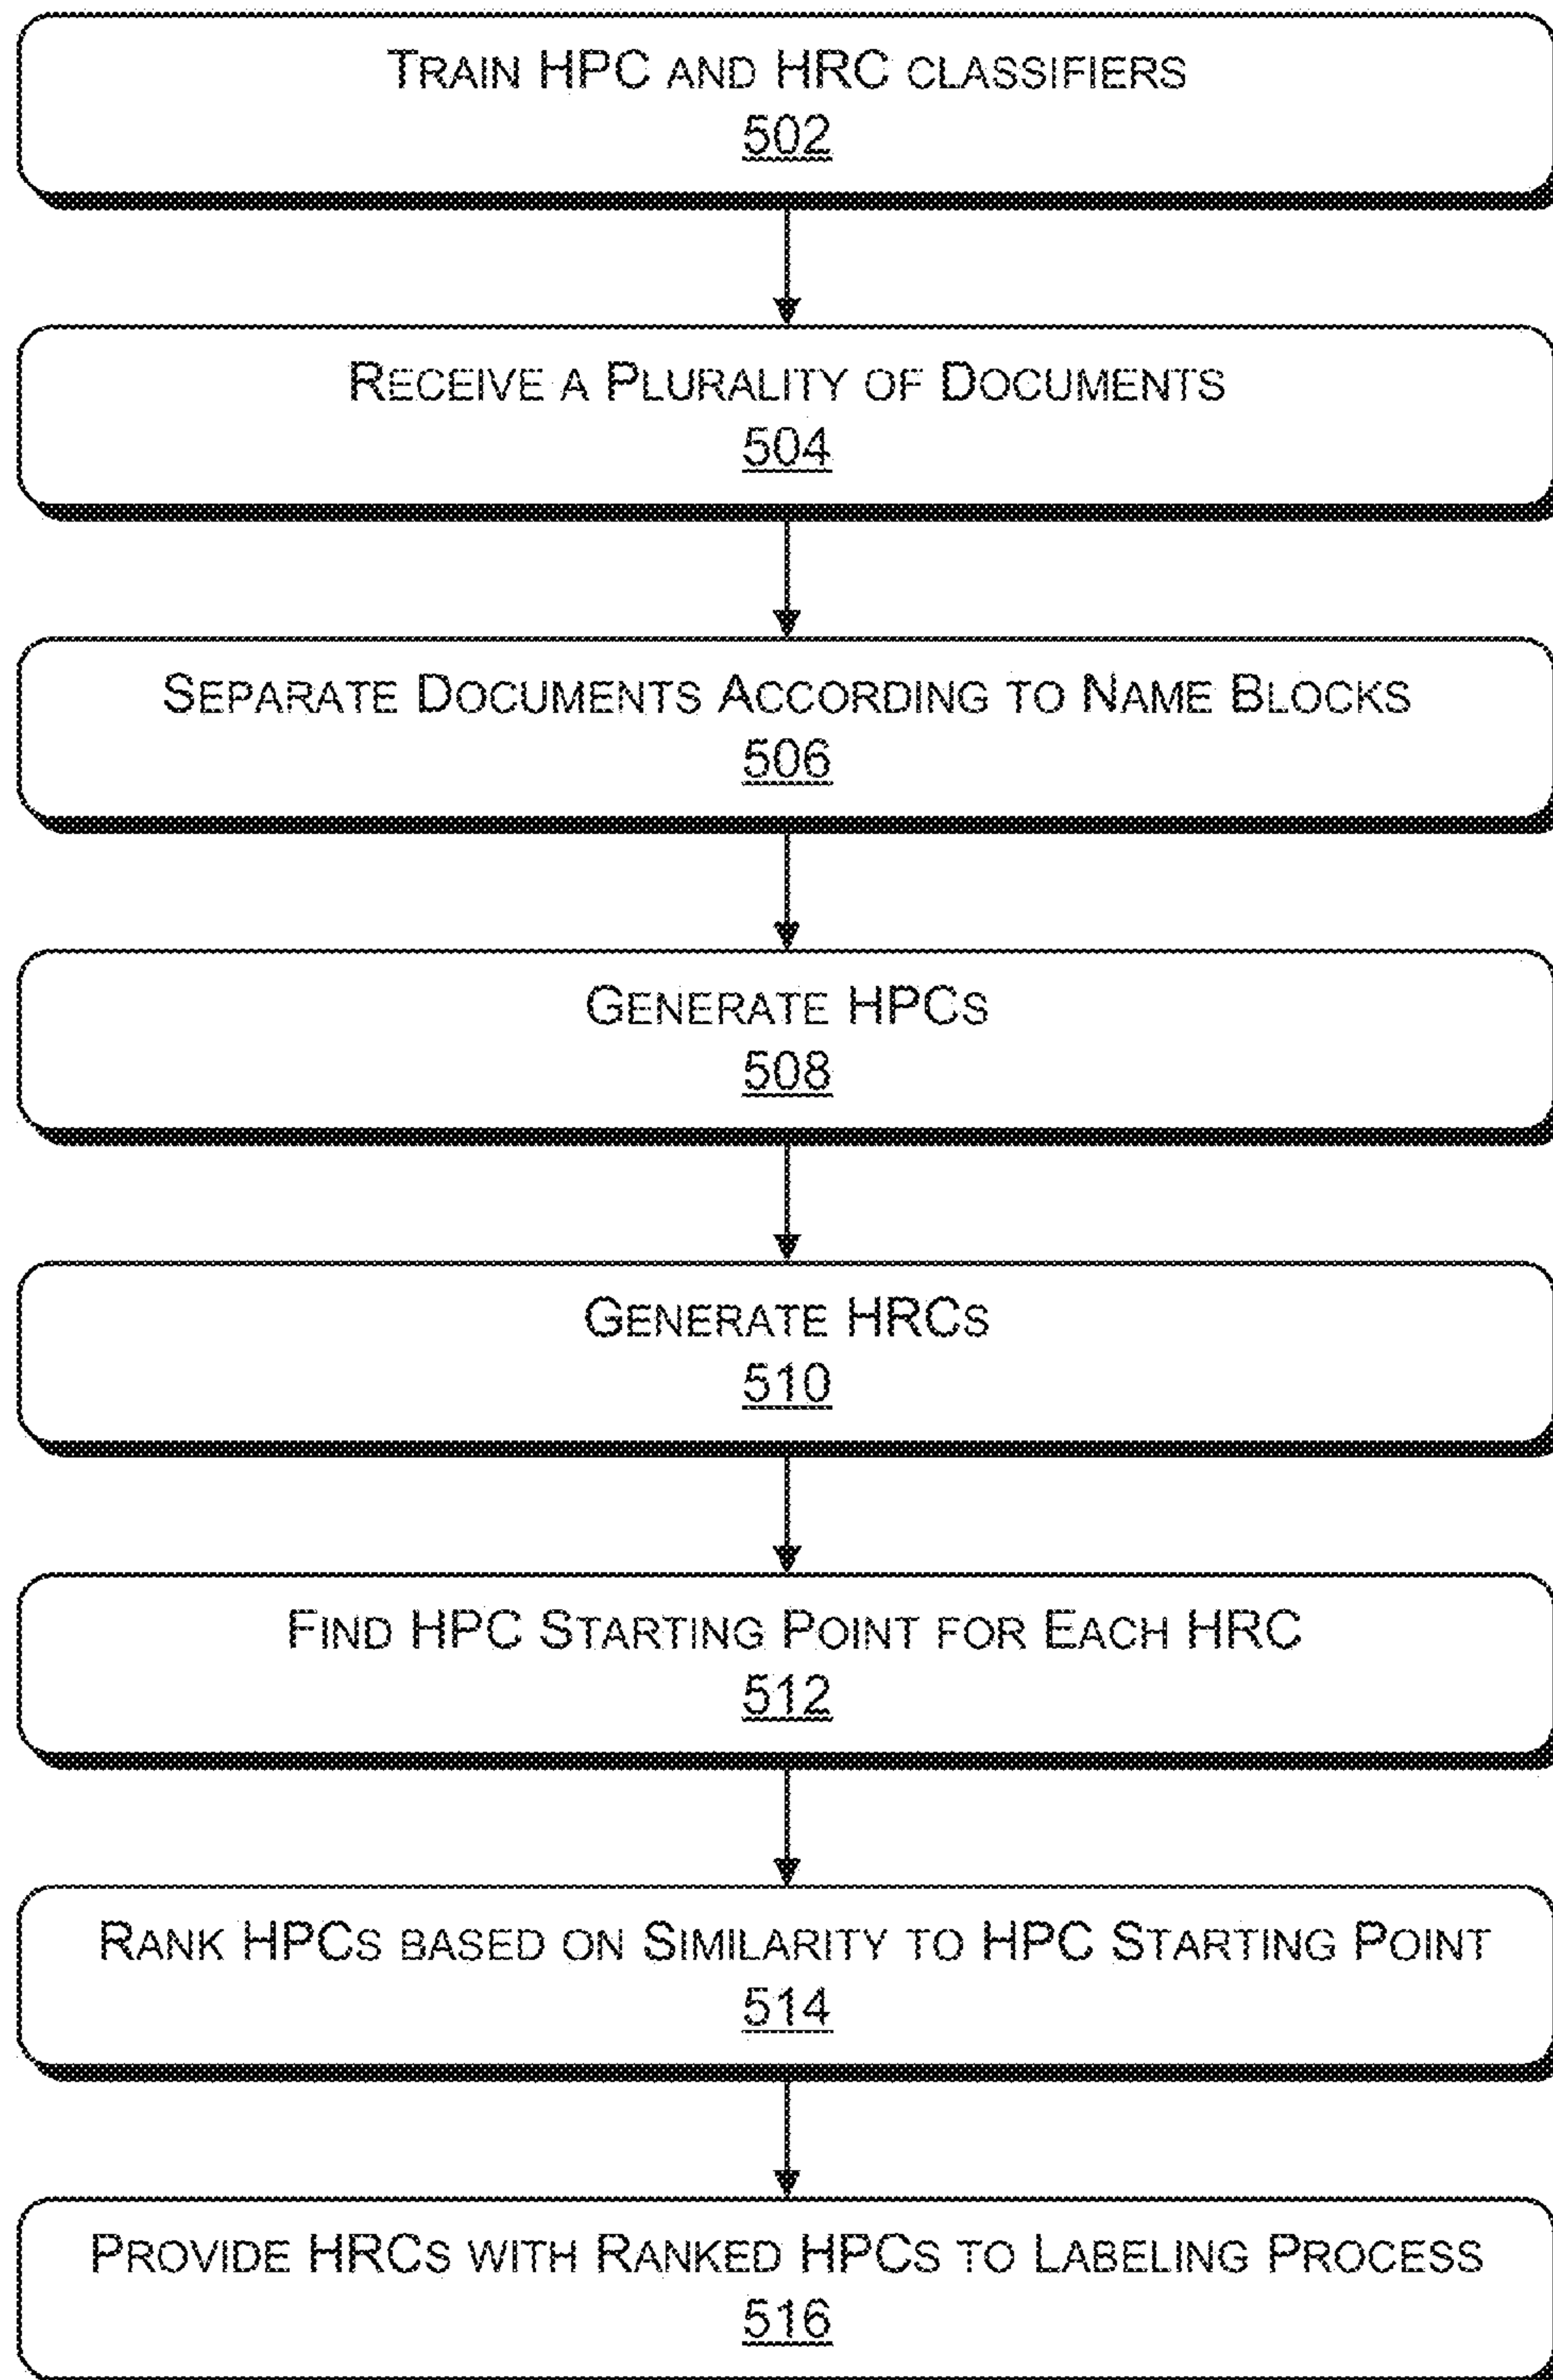 TRAIN HPC AND HRC CLASSIFIERS
502
RECEIVE A PLURALITY OF DOCUMENTS
504
SEPARATE DOCUMENTS ACCORDING TO NAME BLOCKS
506
GENERATE HPCS
508
GENERATE HRCS
510
FIND HPC STARTING POINT FOR EACH HRC
512
RANK HPCS BASED ON SIMILARITY TO HPC STARTING POINT
514
PROVIDE HRCS WITH RANKED HPCS TO LABELING PROCESS
516